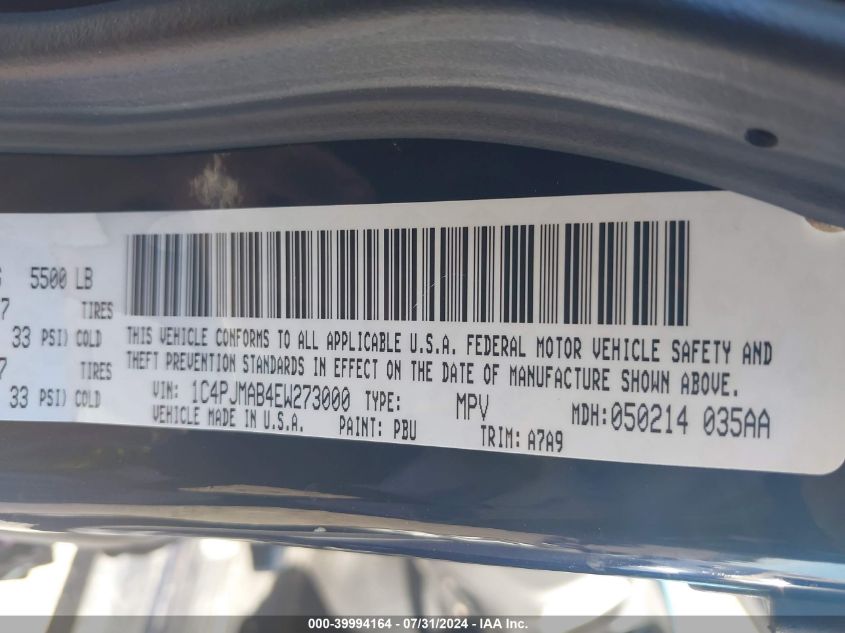 5500 LB
7 TIRES
33 PSI) COLD
7 TIRES
33 PSI) COLD
THIS VEHICLE CONFORMS TO ALL APPLICABLE U.S.A. FEDERAL MOTOR VEHICLE SAFETY AND
THEFT PREVENTION STANDARDS IN EFFECT ON THE DATE OF MANUFACTURE SHOWN ABOVE.
VIN: 1C4PJMAB4EW273000 TYPE: MPV MDH: 050214 035AA
VEHICLE MADE IN U.S.A. PAINT: PBU TRIM: A7A9
000-39994164 / 07/31/2024 - IAA Inc.